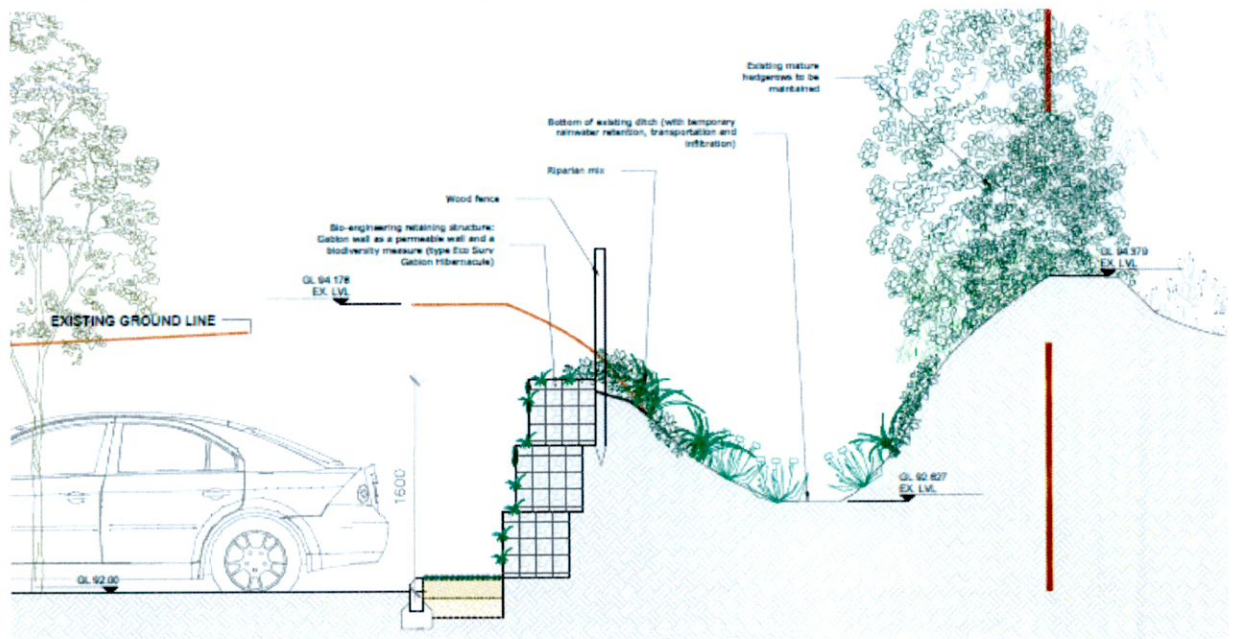 Existing mature
hedgerows to be
maintained
Bottom of existing ditch (with temporary
rainwater retention, transportation and
infiltration)
Riparian mix
Wood fence
Bio-engineering retaining structure:
Gabion wall as a permeable wall and a
biodiversity measure (type Eco Surv
Gabion Hibernacule)
GL 94.379
EX. LVL
GL 94.178
EX. LVL
EXISTING GROUND LINE
1600
GL 92.627
EX. LVL
GL 92.00